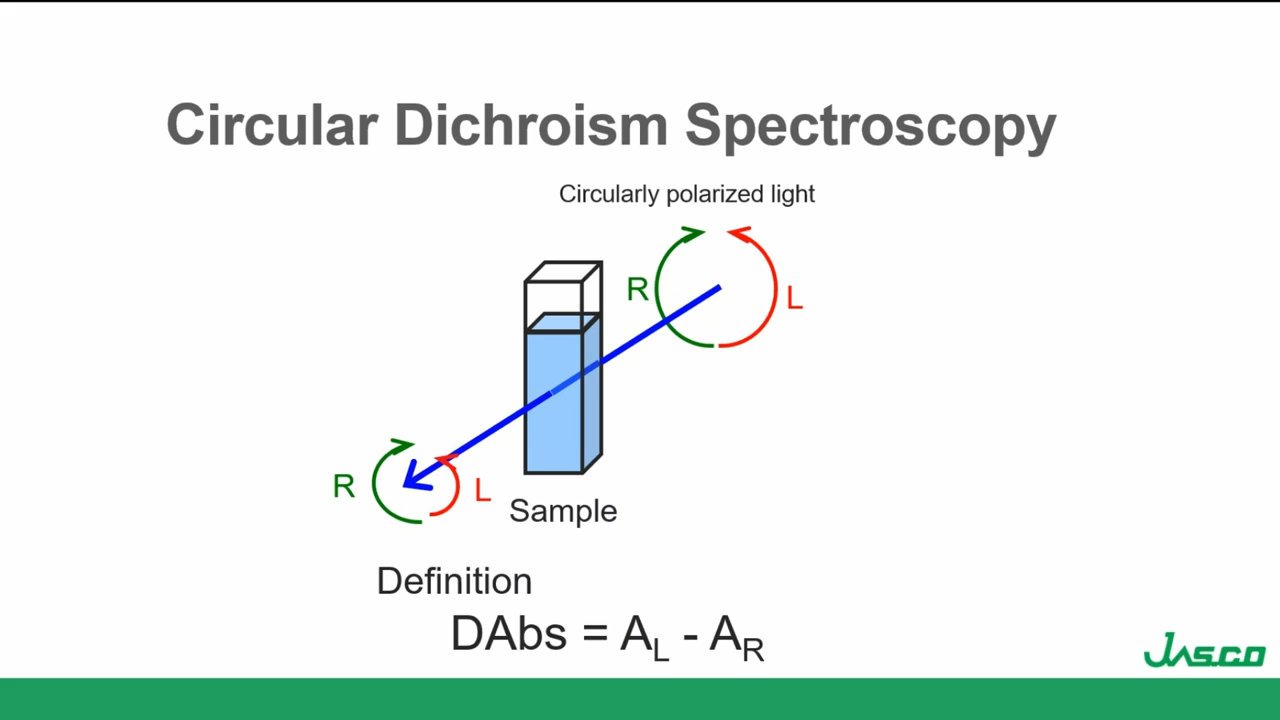 Circular Dichroism Spectroscopy
Circularly polarized light
R
L
R
L
Sample
Definition
DAbs = A_L - A_R
JASCO